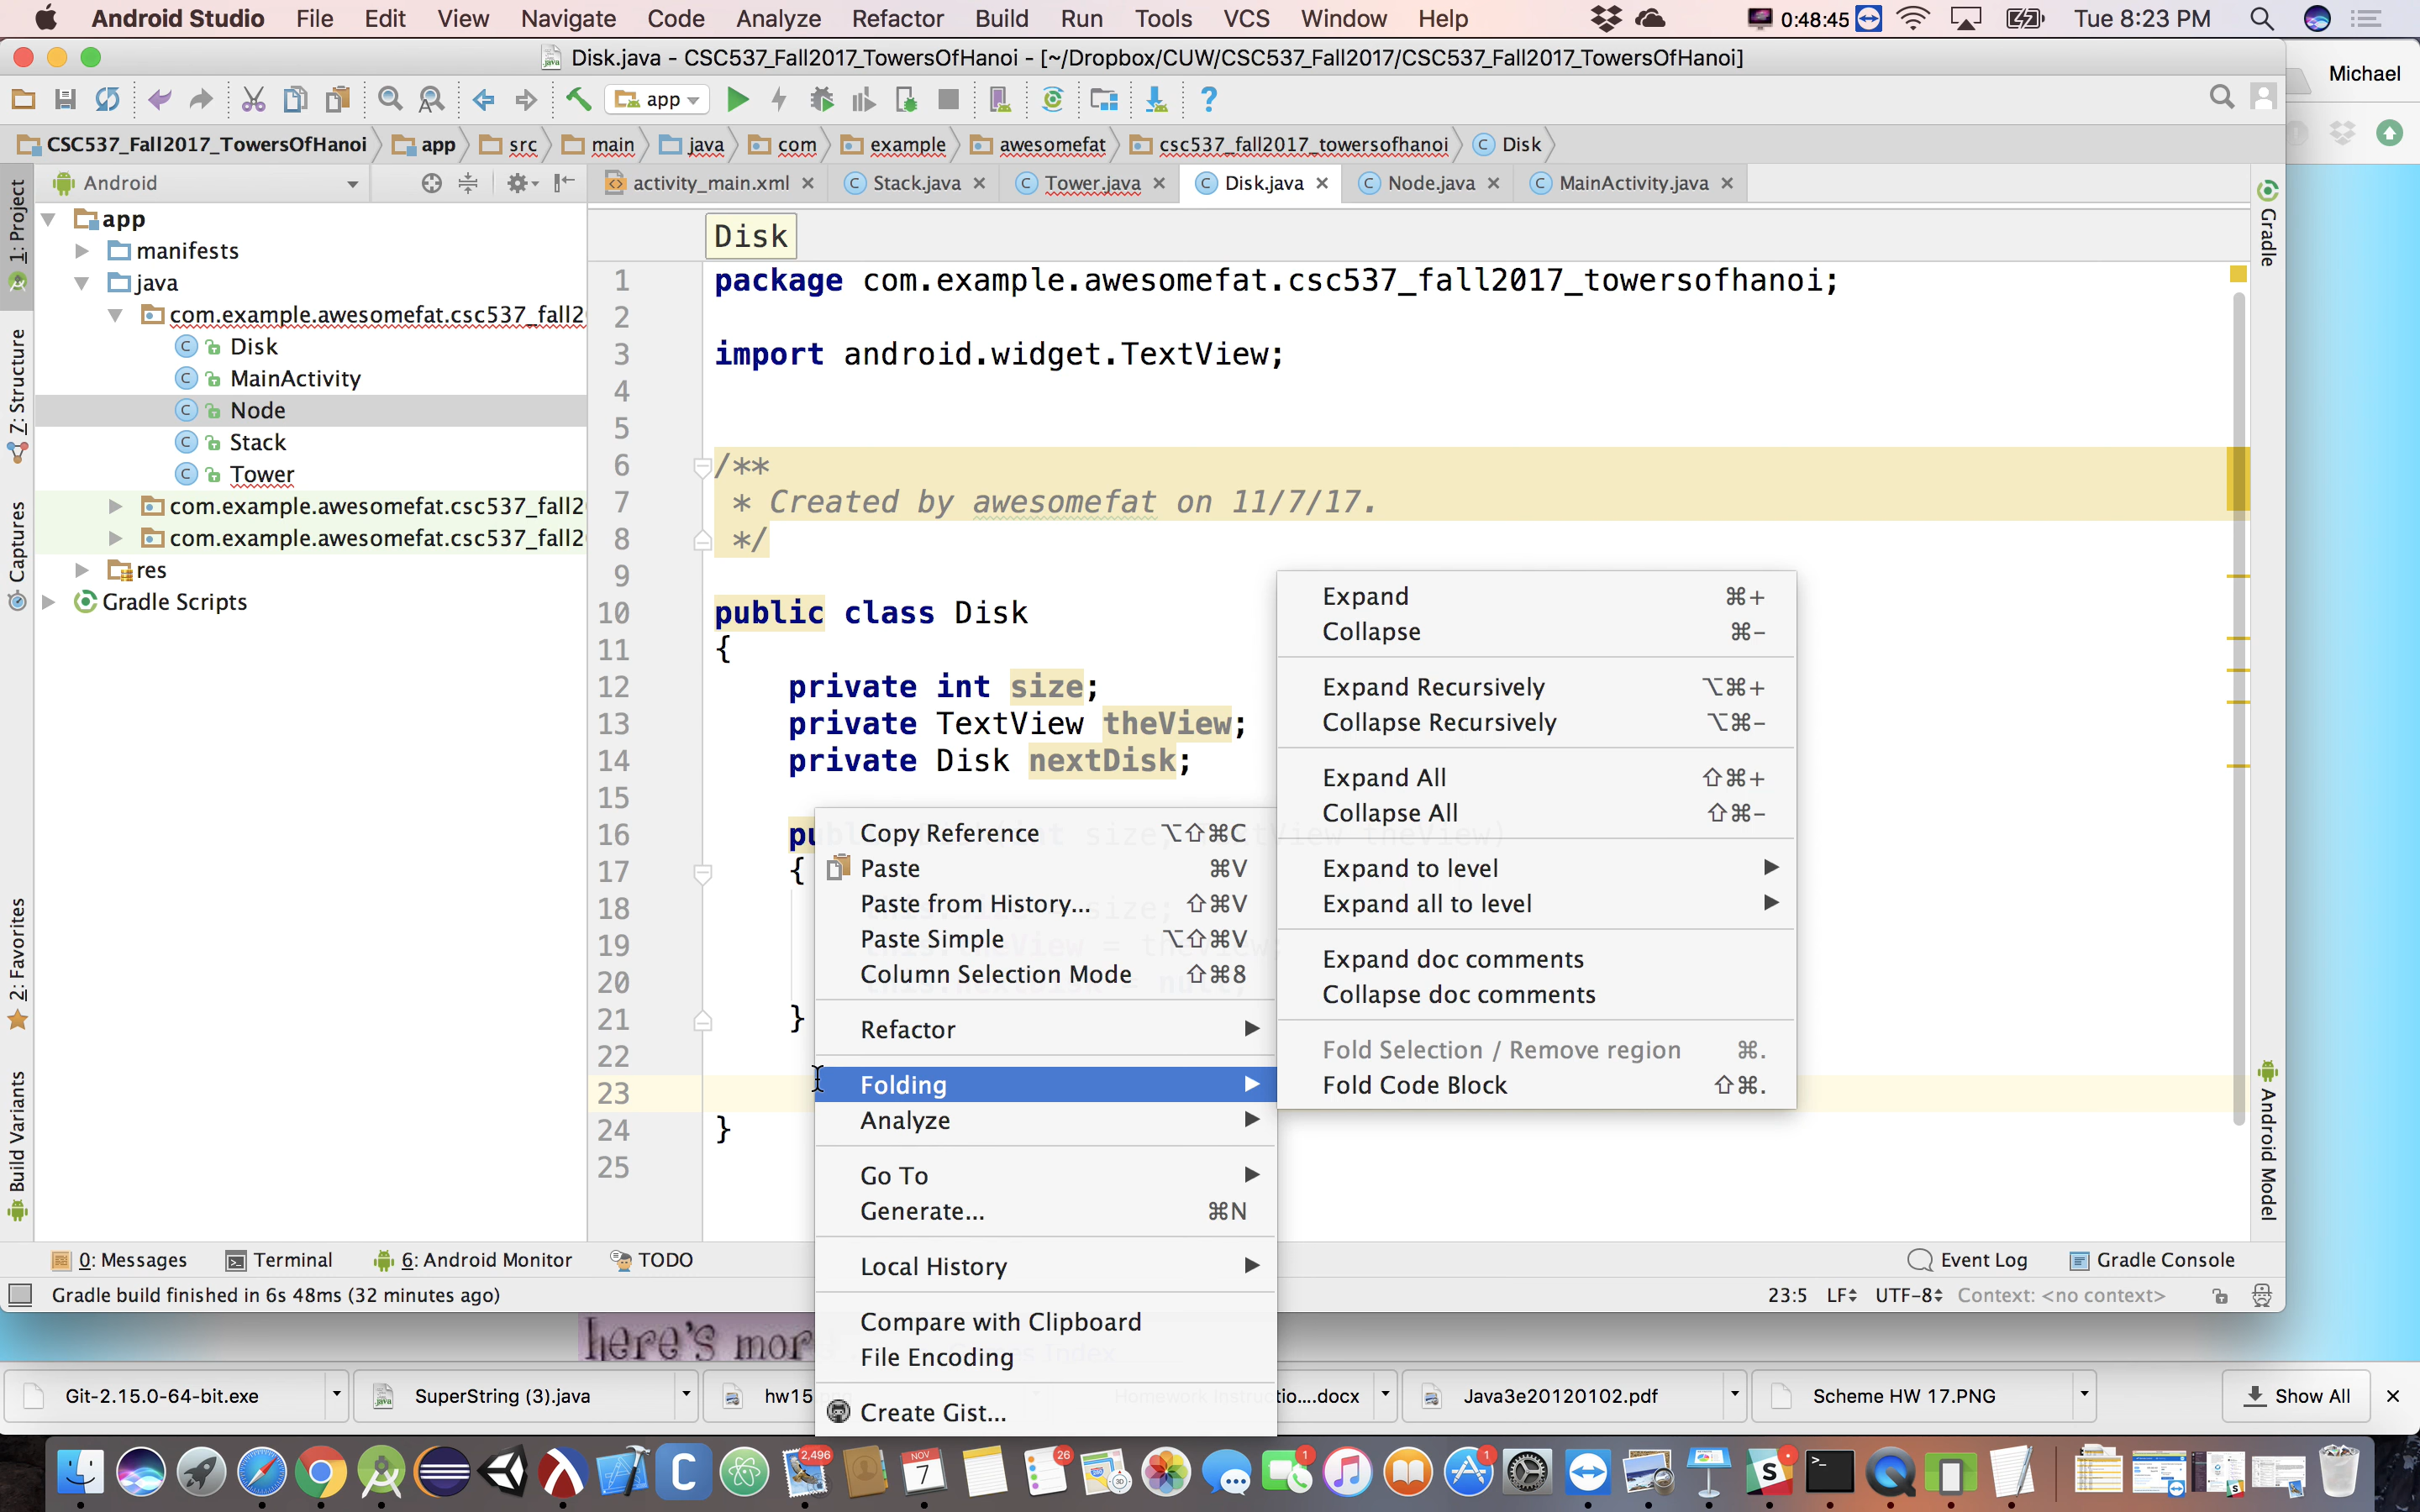 Android Studio File Edit View Navigate Code Analyze Refactor Build Run Tools VCS Window Help 0:48:45 Tue 8:23 PM
Disk.java - CSC537_Fall2017_TowersOfHanoi - [~/Dropbox/CUW/CSC537_Fall2017/CSC537_Fall2017_TowersOfHanoi]
Michael
app
CSC537_Fall2017_TowersOfHanoi app src main java com example awesomefat csc537_fall2017_towersofhanoi Disk
Android
activity_main.xml Stack.java Tower.java Disk.java Node.java MainActivity.java
1: Project
Z: Structure
Captures
2: Favorites
Build Variants
app
manifests
java
com.example.awesomefat.csc537_fall2
Disk
MainActivity
Node
Stack
Tower
com.example.awesomefat.csc537_fall2
com.example.awesomefat.csc537_fall2
res
Gradle Scripts
Disk
1 package com.example.awesomefat.csc537_fall2017_towersofhanoi;
2
3 import android.widget.TextView;
4
5
6 /**
7 * Created by awesomefat on 11/7/17.
8 */
9
10 public class Disk
11 {
12 private int size;
13 private TextView theView;
14 private Disk nextDisk;
15
16 pu
17 {
18
19
20
21 }
22
23
24 }
25
Copy Reference ⌥⇧⌘C
Paste ⌘V
Paste from History... ⇧⌘V
Paste Simple ⌥⇧⌘V
Column Selection Mode ⇧⌘8
Refactor
Folding
Analyze
Go To
Generate... ⌘N
Local History
Compare with Clipboard
File Encoding
Create Gist...
Expand ⌘+
Collapse ⌘-
Expand Recursively ⌥⌘+
Collapse Recursively ⌥⌘-
Expand All ⇧⌘+
Collapse All ⇧⌘-
Expand to level
Expand all to level
Expand doc comments
Collapse doc comments
Fold Selection / Remove region ⌘.
Fold Code Block ⇧⌘.
Gradle
Android Model
0: Messages Terminal 6: Android Monitor TODO Event Log Gradle Console
Gradle build finished in 6s 48ms (32 minutes ago) 23:5 LF UTF-8 Context: <no context>
here's mor
Git-2.15.0-64-bit.exe SuperString (3).java hw15 Homework Instructio....docx Java3e20120102.pdf Scheme HW 17.PNG Show All
2,496 NOV 7 26 1 1